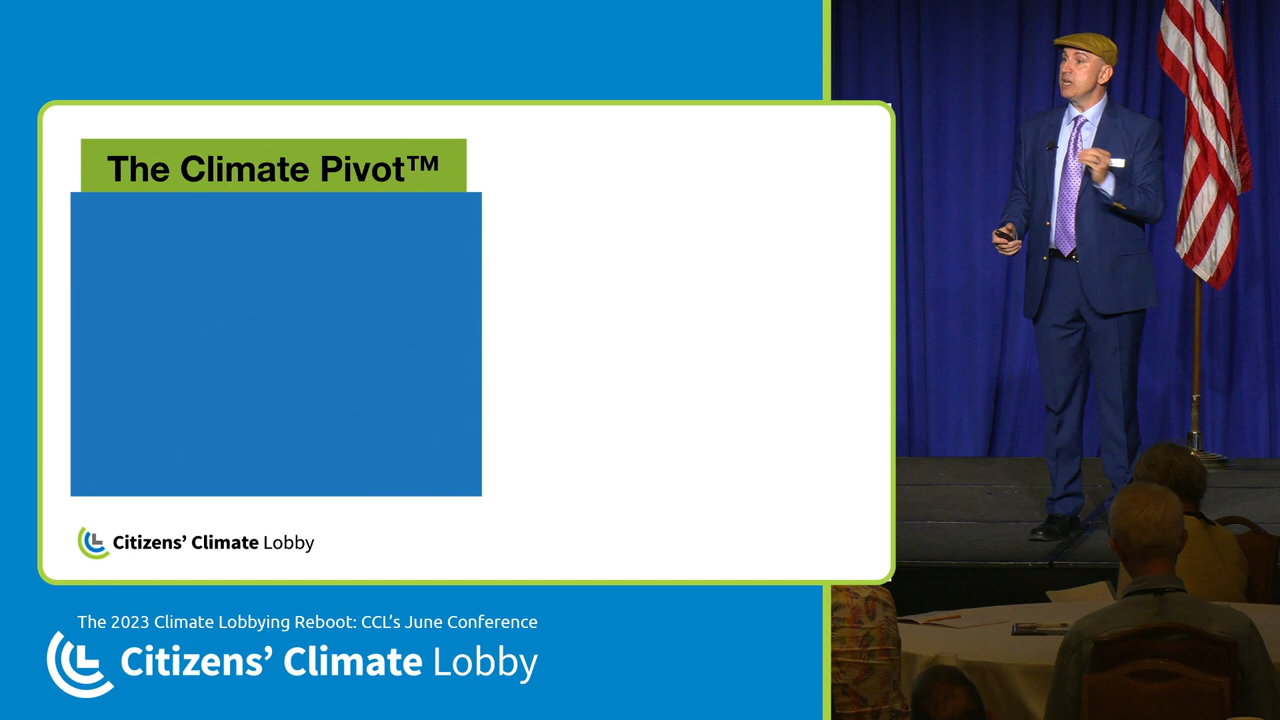 The Climate Pivot™
Citizens’ Climate Lobby
The 2023 Climate Lobbying Reboot: CCL’s June Conference
Citizens’ Climate Lobby